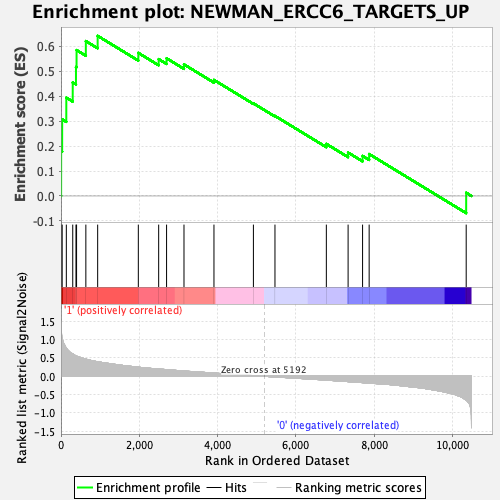 Enrichment plot: NEWMAN_ERCC6_TARGETS_UP
Enrichment score (ES)
0.6
0.5
0.4
0.3
0.2
0.1
0.0
-0.1
'1' (positively correlated)
Ranked list metric (Signal2Noise)
1.5
1.0
0.5
0.0
-0.5
-1.0
-1.5
Zero cross at 5192
'0' (negatively correlated)
0 2,000 4,000 6,000 8,000 10,000
Rank in Ordered Dataset
Enrichment profile Hits Ranking metric scores